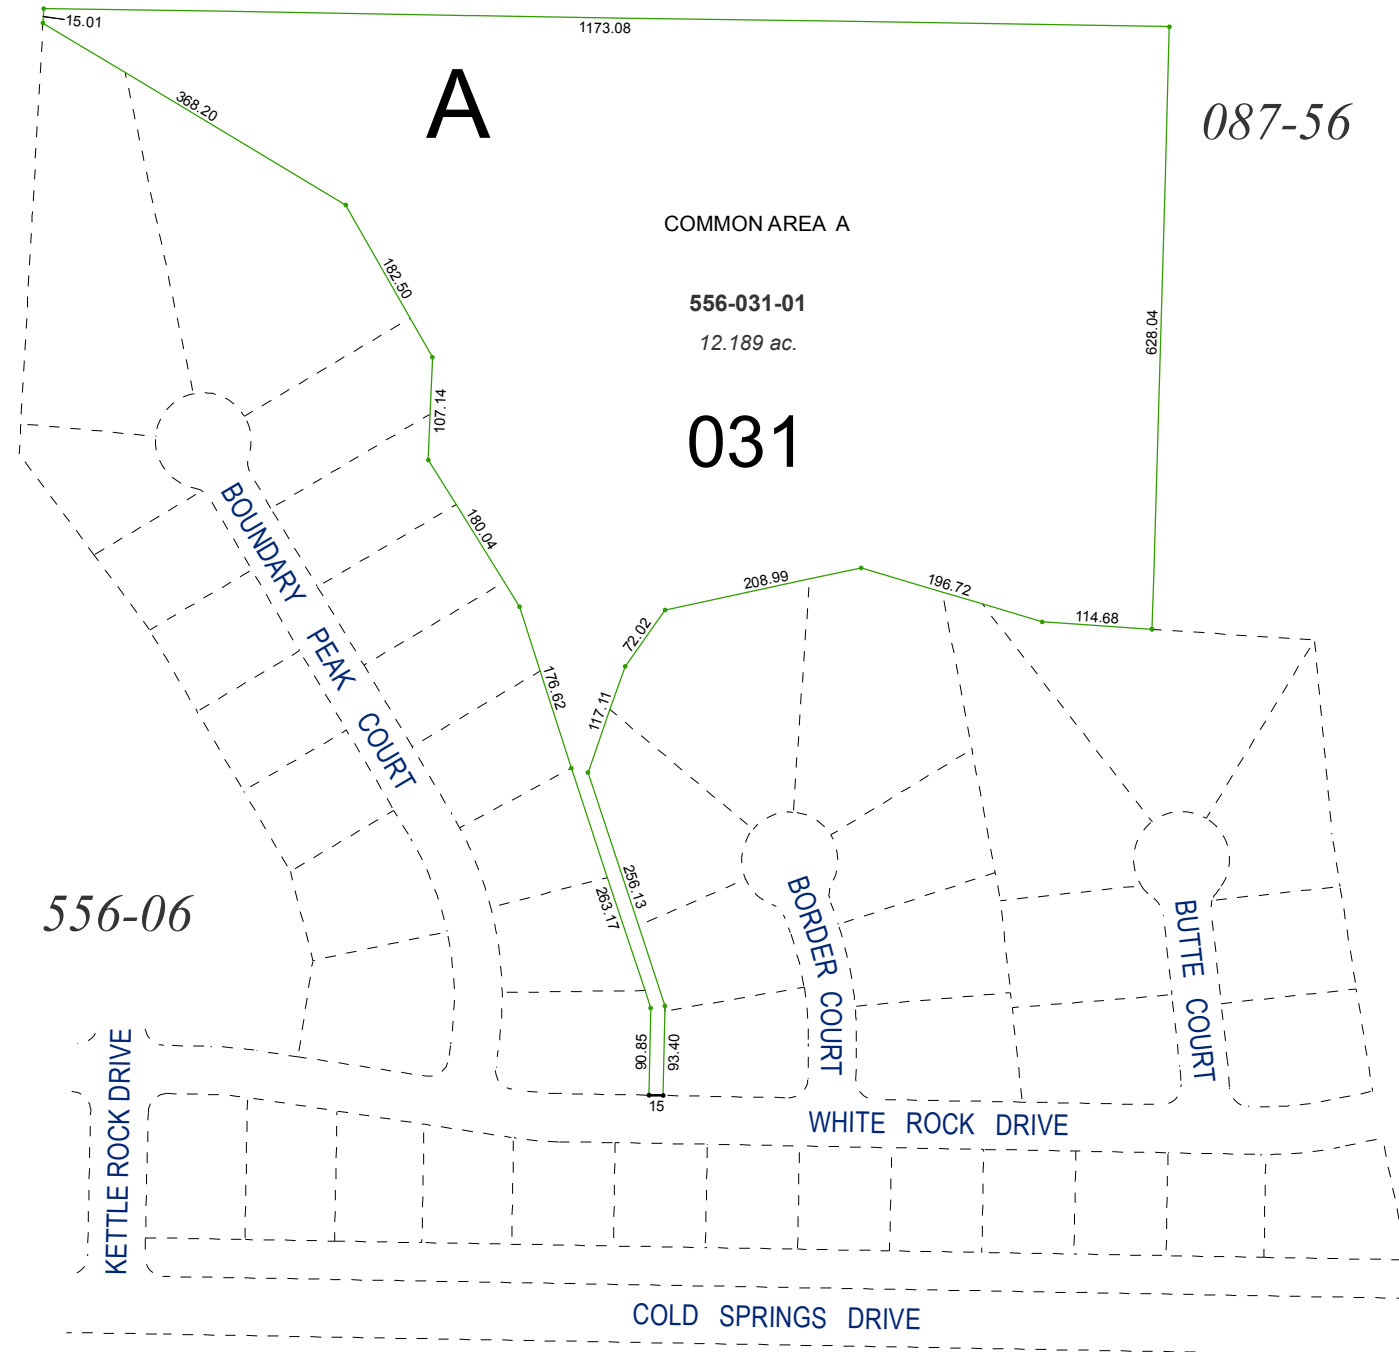 15.01
1173.08
368.20
A
087-56
COMMON AREA A
182.50
556-031-01
12.189 ac.
628.04
107.14
031
180.04
BOUNDARY PEAK COURT
208.99
196.72
114.68
72.02
176.62
117.11
256.13
263.17
556-06
BORDER COURT
BUTTE COURT
90.85
93.40
15
KETTLE ROCK DRIVE
WHITE ROCK DRIVE
COLD SPRINGS DRIVE